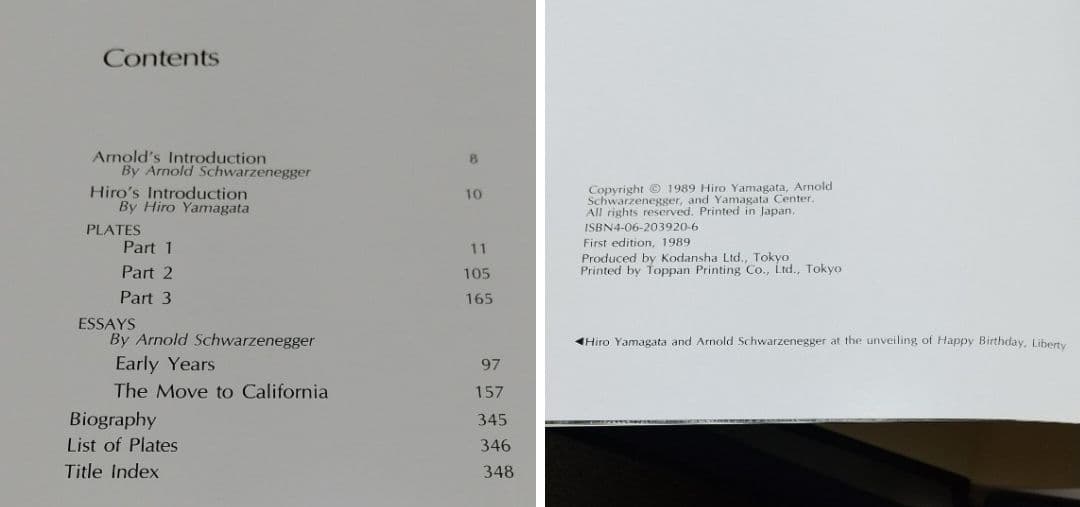 Contents
Arnold's Introduction 8
By Arnold Schwarzenegger
Hiro's Introduction 10
By Hiro Yamagata
PLATES
Part 1 11
Part 2 105
Part 3 165
ESSAYS
By Arnold Schwarzenegger
Early Years 97
The Move to California 157
Biography 345
List of Plates 346
Title Index 348
Copyright © 1989 Hiro Yamagata, Arnold
Schwarzenegger, and Yamagata Center.
All rights reserved. Printed in Japan.
ISBN4-06-203920-6
First edition, 1989
Produced by Kodansha Ltd., Tokyo
Printed by Toppan Printing Co., Ltd., Tokyo
◀Hiro Yamagata and Arnold Schwarzenegger at the unveiling of Happy Birthday, Liberty